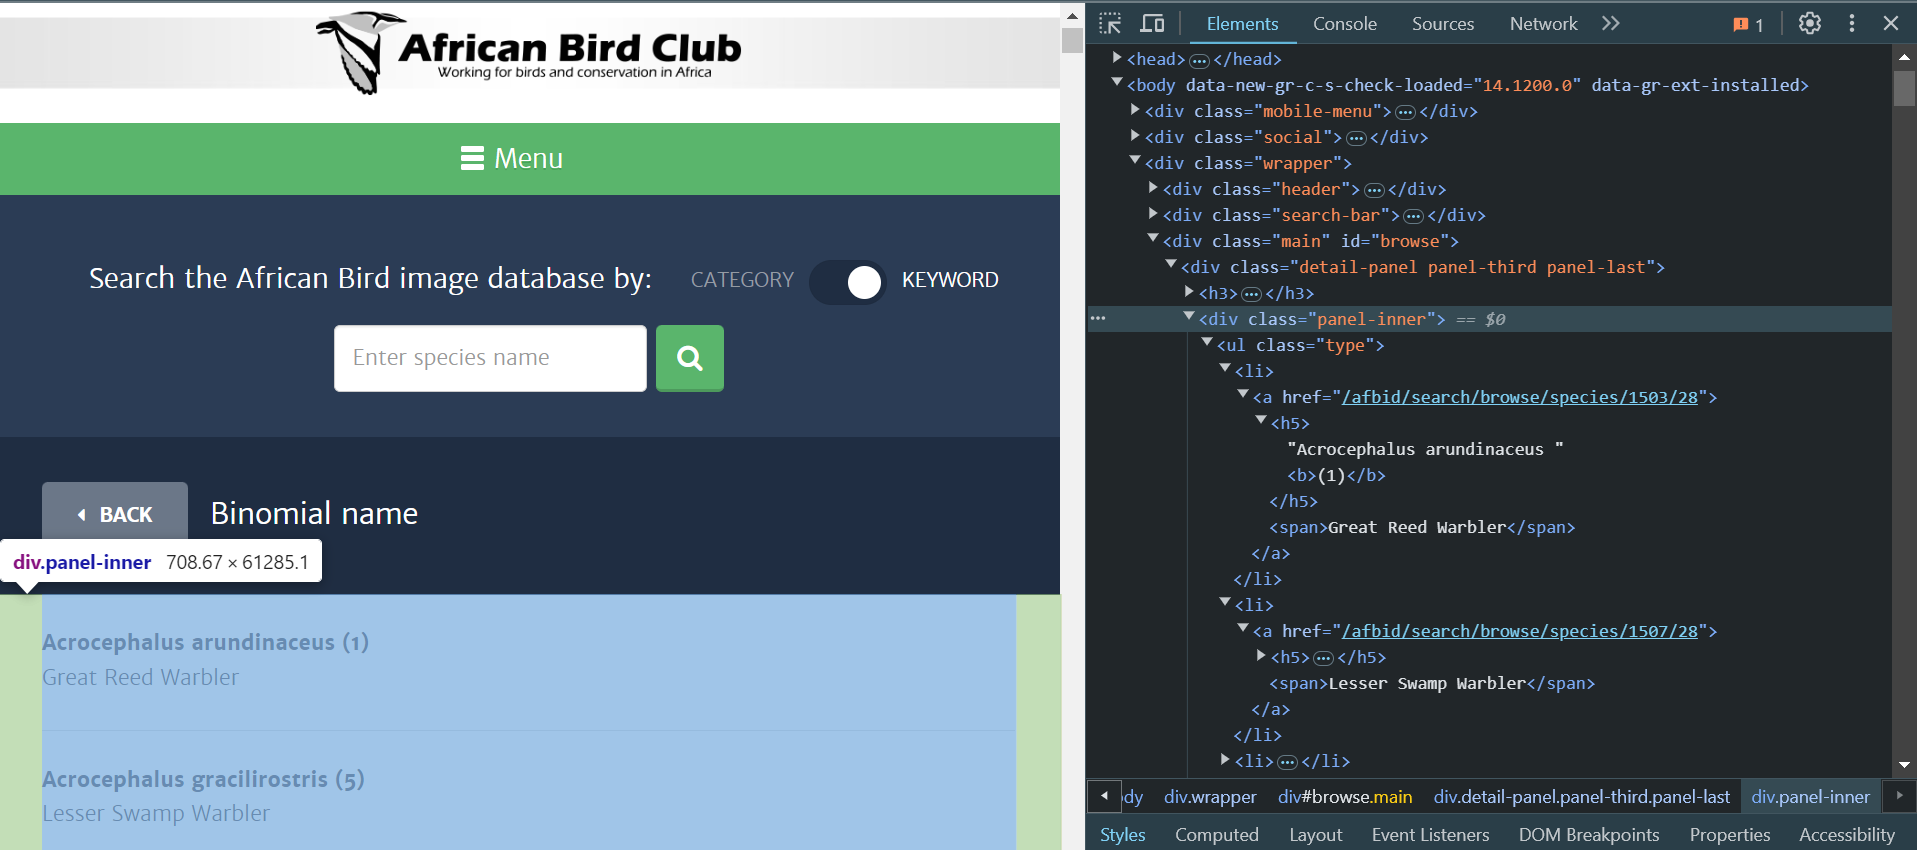 African Bird Club
Working for birds and conservation in Africa
Menu
Search the African Bird image database by: CATEGORY KEYWORD
Enter species name
BACK Binomial name
div.panel-inner 708.67 × 61285.1
Acrocephalus arundinaceus (1)
Great Reed Warbler
Acrocephalus gracilirostris (5)
Lesser Swamp Warbler
Elements Console Sources Network 1
<head>…</head>
<body data-new-gr-c-s-check-loaded="14.1200.0" data-gr-ext-installed>
<div class="mobile-menu">…</div>
<div class="social">…</div>
<div class="wrapper">
<div class="header">…</div>
<div class="search-bar">…</div>
<div class="main" id="browse">
<div class="detail-panel panel-third panel-last">
<h3>…</h3>
<div class="panel-inner"> == $0
<ul class="type">
<li>
<a href="/afbid/search/browse/species/1503/28">
<h5>
"Acrocephalus arundinaceus "
<b>(1)</b>
</h5>
<span>Great Reed Warbler</span>
</a>
</li>
<li>
<a href="/afbid/search/browse/species/1507/28">
<h5>…</h5>
<span>Lesser Swamp Warbler</span>
</a>
</li>
<li>…</li>
dy div.wrapper div#browse.main div.detail-panel.panel-third.panel-last div.panel-inner
Styles Computed Layout Event Listeners DOM Breakpoints Properties Accessibility